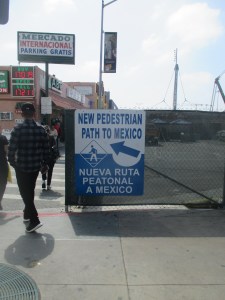 MERCADO
INTERNACIONAL
PARKING GRATIS
NEW PEDESTRIAN
PATH TO MEXICO
NUEVA RUTA
PEATONAL
A MEXICO